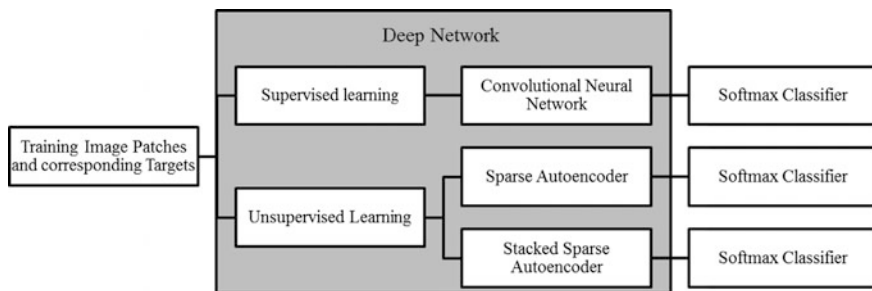 Deep Network
Supervised learning
Convolutional Neural
Network
Softmax Classifier
Training Image Patches
and corresponding Targets
Unsupervised Learning
Sparse Autoencoder
Softmax Classifier
Stacked Sparse
Autoencoder
Softmax Classifier